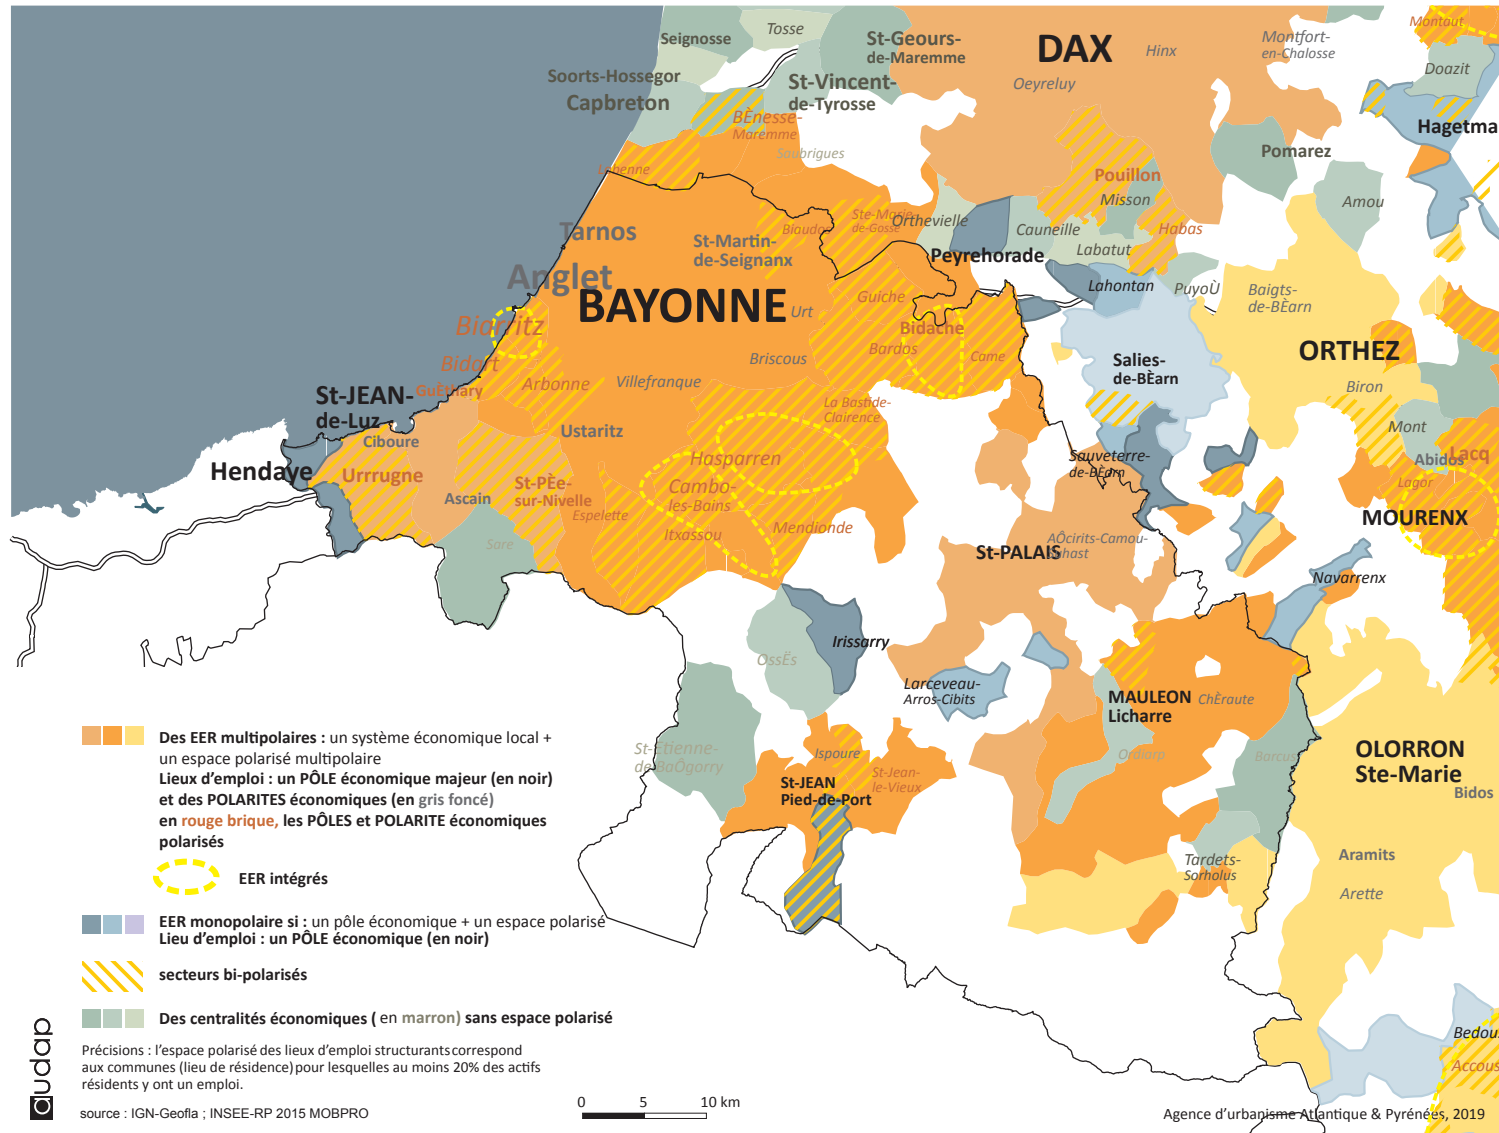 Seignosse
Tosse
St-Geours-
de-Maremme
DAX
Hinx
Montfort-
en-Chalosse
Montaut
Doazit
Soorts-Hossegor
Capbreton
St-Vincent-
de-Tyrosse
Oeyreluy
Hagetma
BÈnesse-
Maremme
Saubrigues
Labenne
Pouillon
Misson
Pomarez
Amou
Tarnos
St-Martin-
de-Seignanx
Biaudos
Ste-Marie-
de-Gosse
Orthevielle
Cauneille
Labatut
Habas
Peyrehorade
Anglet
BAYONNE
Urt
Guiche
Lahontan
PuyoÙ
Baigts-
de-BÈarn
Biarritz
Bidache
Bardos
Came
Briscous
ORTHEZ
Bidart
Arbonne
Villefranque
Salies-
de-BÈarn
Biron
St-JEAN-
de-Luz
GuÈthary
La Bastide-
Clairence
Ciboure
Ustaritz
Mont
Abidos
Lacq
Hendaye
Urrrugne
Hasparren
Sauveterre-
de-BÈarn
Lagor
Ascain
St-PÈe-
sur-Nivelle
Espelette
Cambo-
les-Bains
Itxassou
Mendionde
MOURENX
Sare
St-PALAIS
AÔcirits-Camou-
Suhast
Navarrenx
Irissarry
OssËs
Larceveau-
Arros-Cibits
MAULEON
Licharre
ChÈraute
Ordiarp
Barcus
St-Etienne-
de-BaÔgorry
Ispoure
St-JEAN
Pied-de-Port
St-Jean-
le-Vieux
OLORRON
Ste-Marie
Bidos
Tardets-
Sorholus
Aramits
Arette
Bedou
Accous
Des EER multipolaires : un système économique local +
un espace polarisé multipolaire
Lieux d'emploi : un PÔLE économique majeur (en noir)
et des POLARITES économiques (en gris foncé)
en rouge brique, les PÔLES et POLARITE économiques
polarisés
EER intégrés
EER monopolaire si : un pôle économique + un espace polarisé
Lieu d'emploi : un PÔLE économique (en noir)
secteurs bi-polarisés
Des centralités économiques ( en marron) sans espace polarisé
Précisions : l'espace polarisé des lieux d'emploi structurants correspond
aux communes (lieu de résidence) pour lesquelles au moins 20% des actifs
résidents y ont un emploi.
source : IGN-Geofla ; INSEE-RP 2015 MOBPRO
audap
0 5 10 km
Agence d'urbanisme Atlantique & Pyrénées, 2019